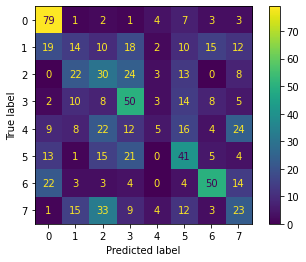 0 79 1 2 1 4 7 3 3
1 19 14 10 18 2 10 15 12
2 0 22 30 24 3 13 0 8
3 2 10 8 50 3 14 8 5
4 9 8 22 12 5 16 4 24
5 13 1 15 21 0 41 5 4
6 22 3 3 4 0 4 50 14
7 1 15 33 9 4 12 3 23
0 1 2 3 4 5 6 7
Predicted label
True label
70
60
50
40
30
20
10
0